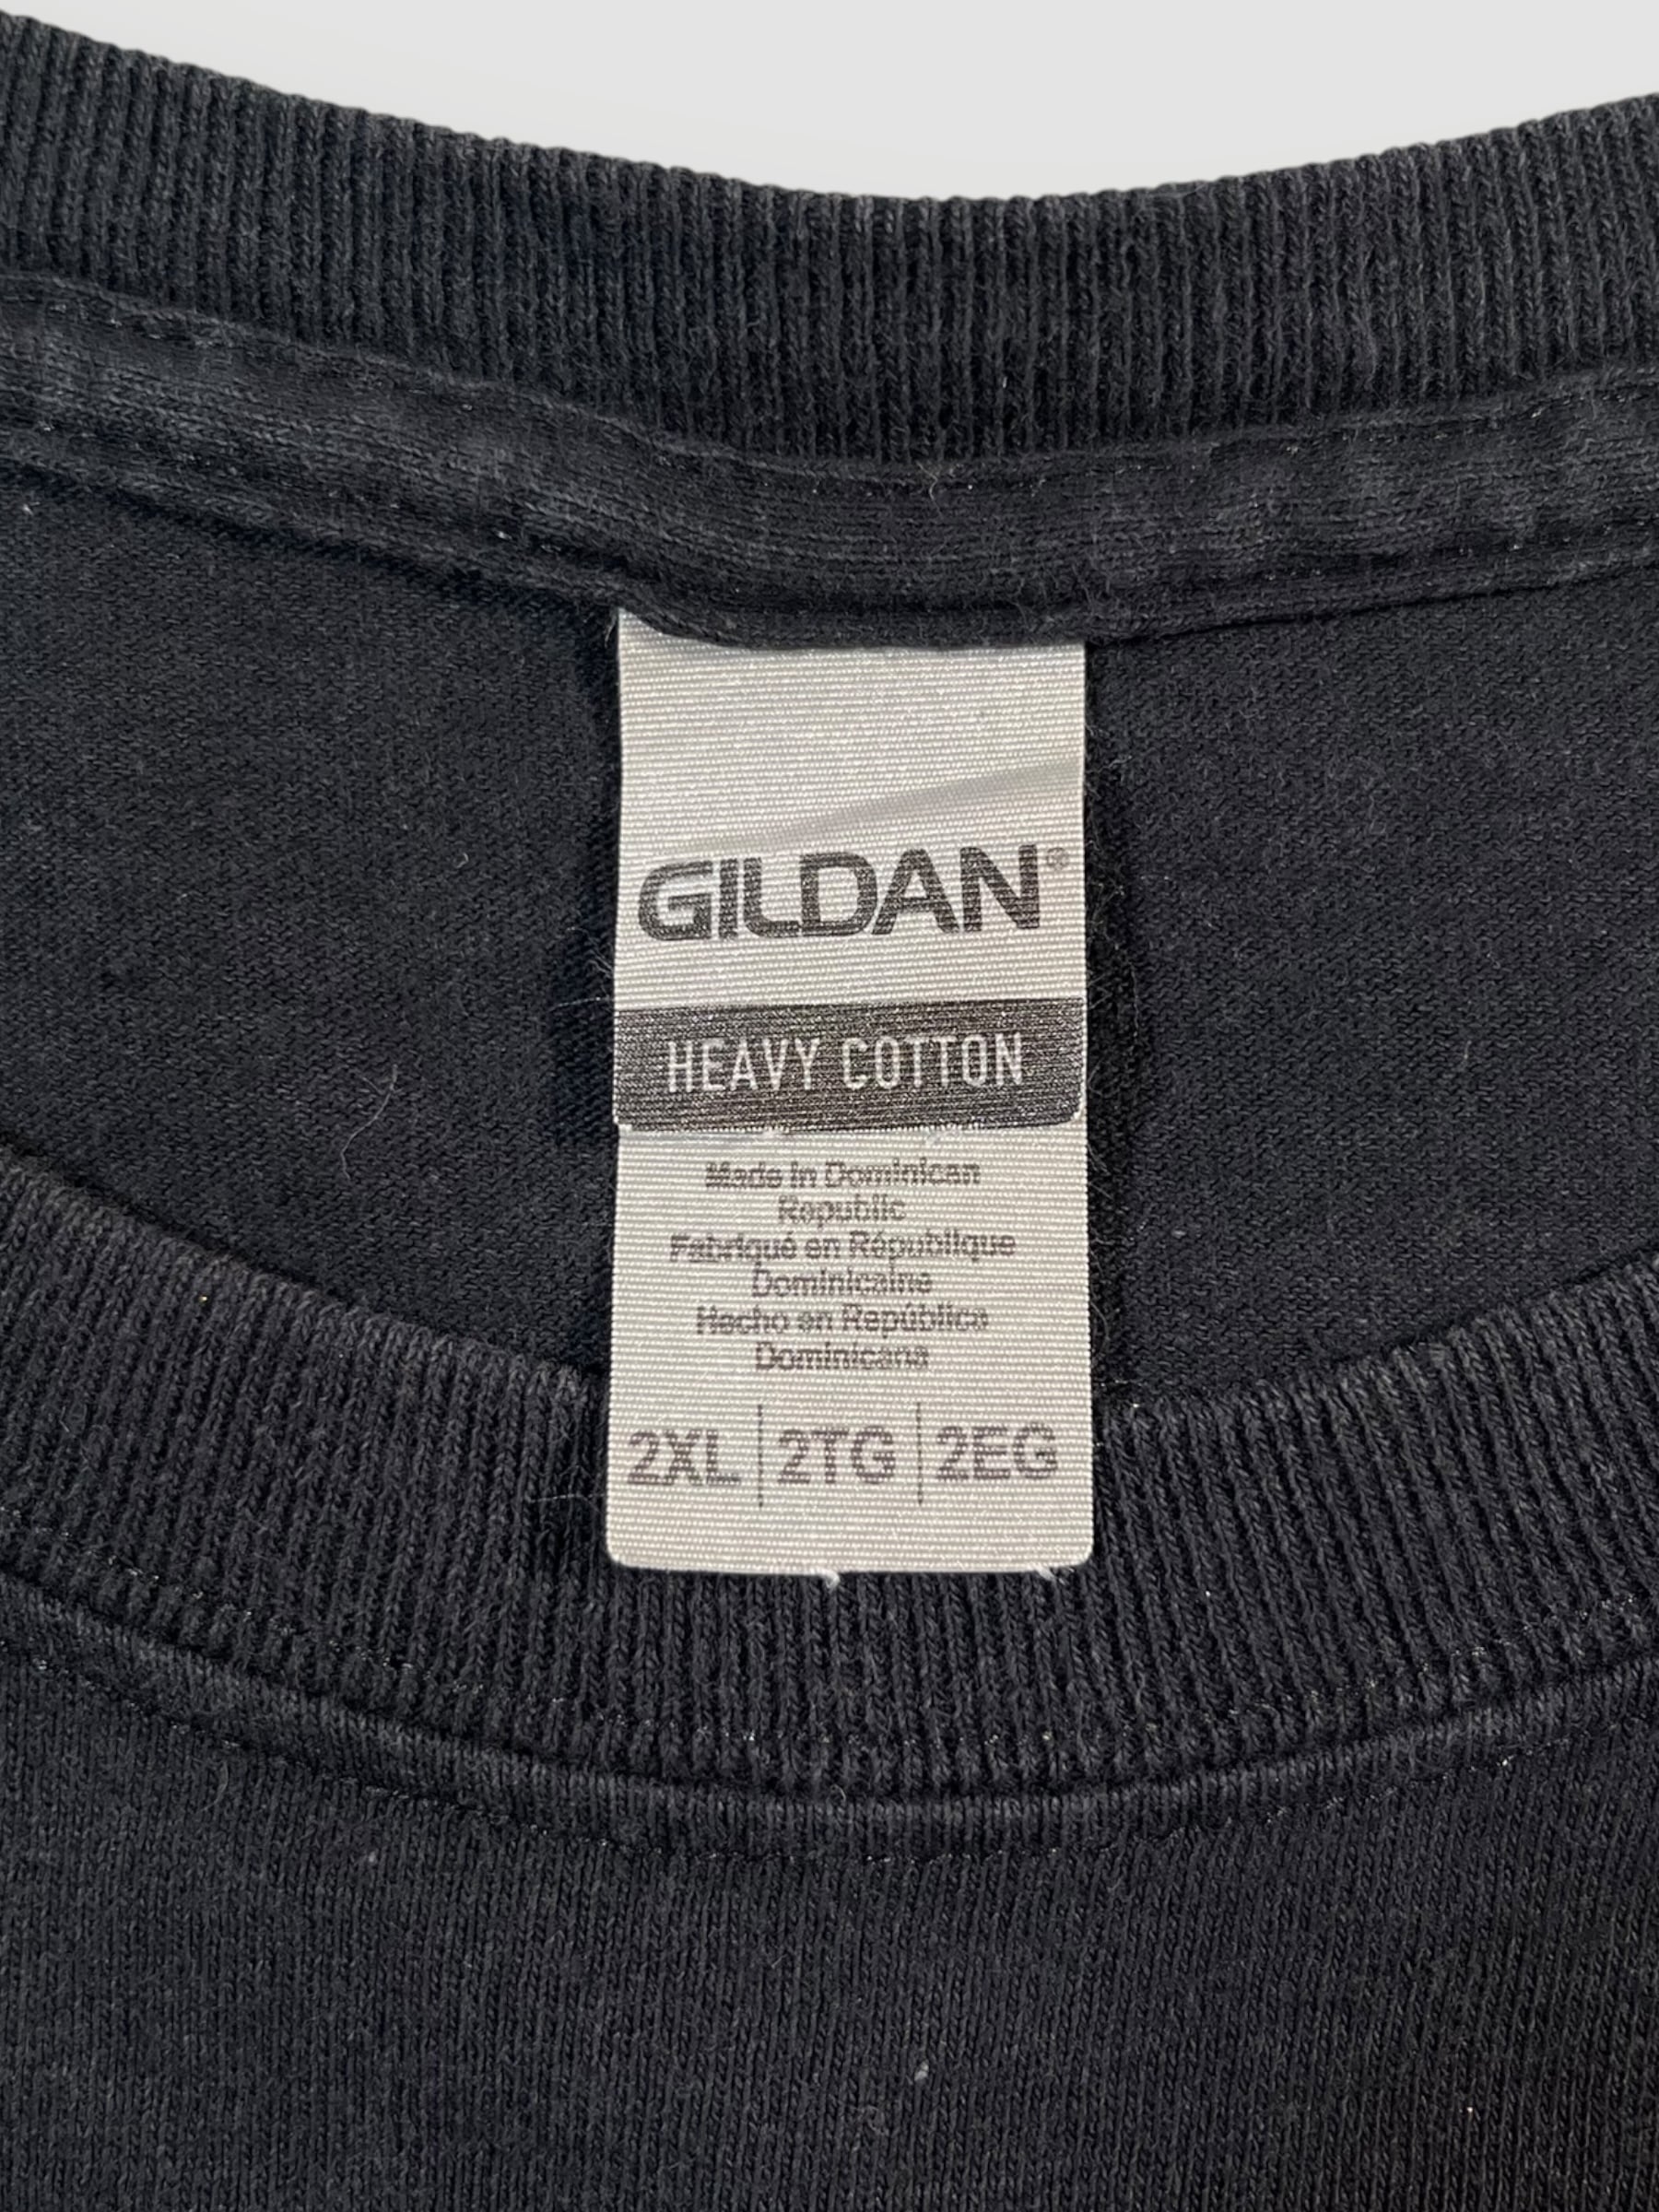 GILDAN®
HEAVY COTTON
Made in Dominican
Republic
Fabriqué en République
Dominicaine
Hecho en República
Dominicana
2XL | 2TG | 2EG